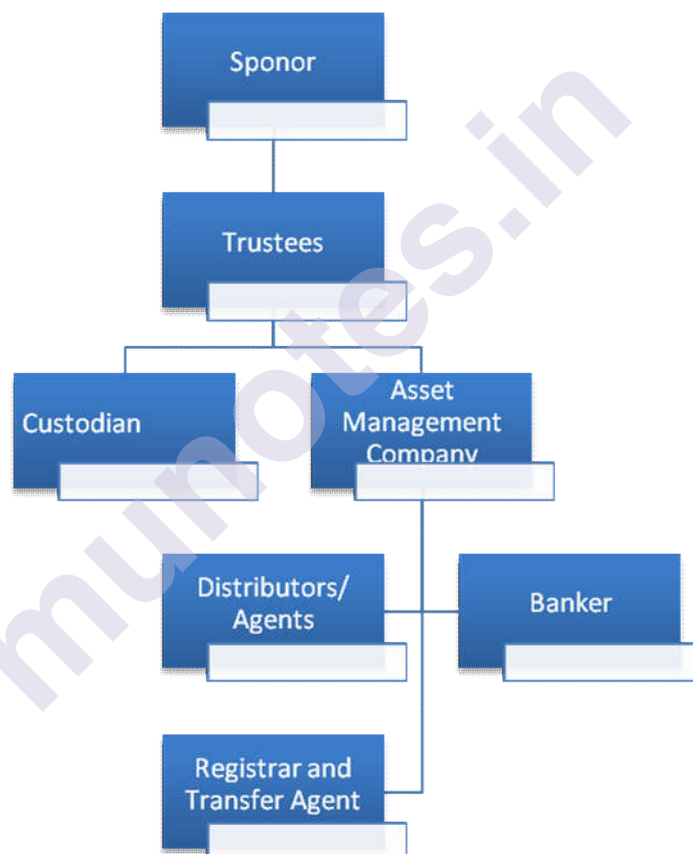 Sponor
Trustees
Custodian
Asset
Management
Company
Distributors/
Agents
Banker
Registrar and
Transfer Agent
munotes.in